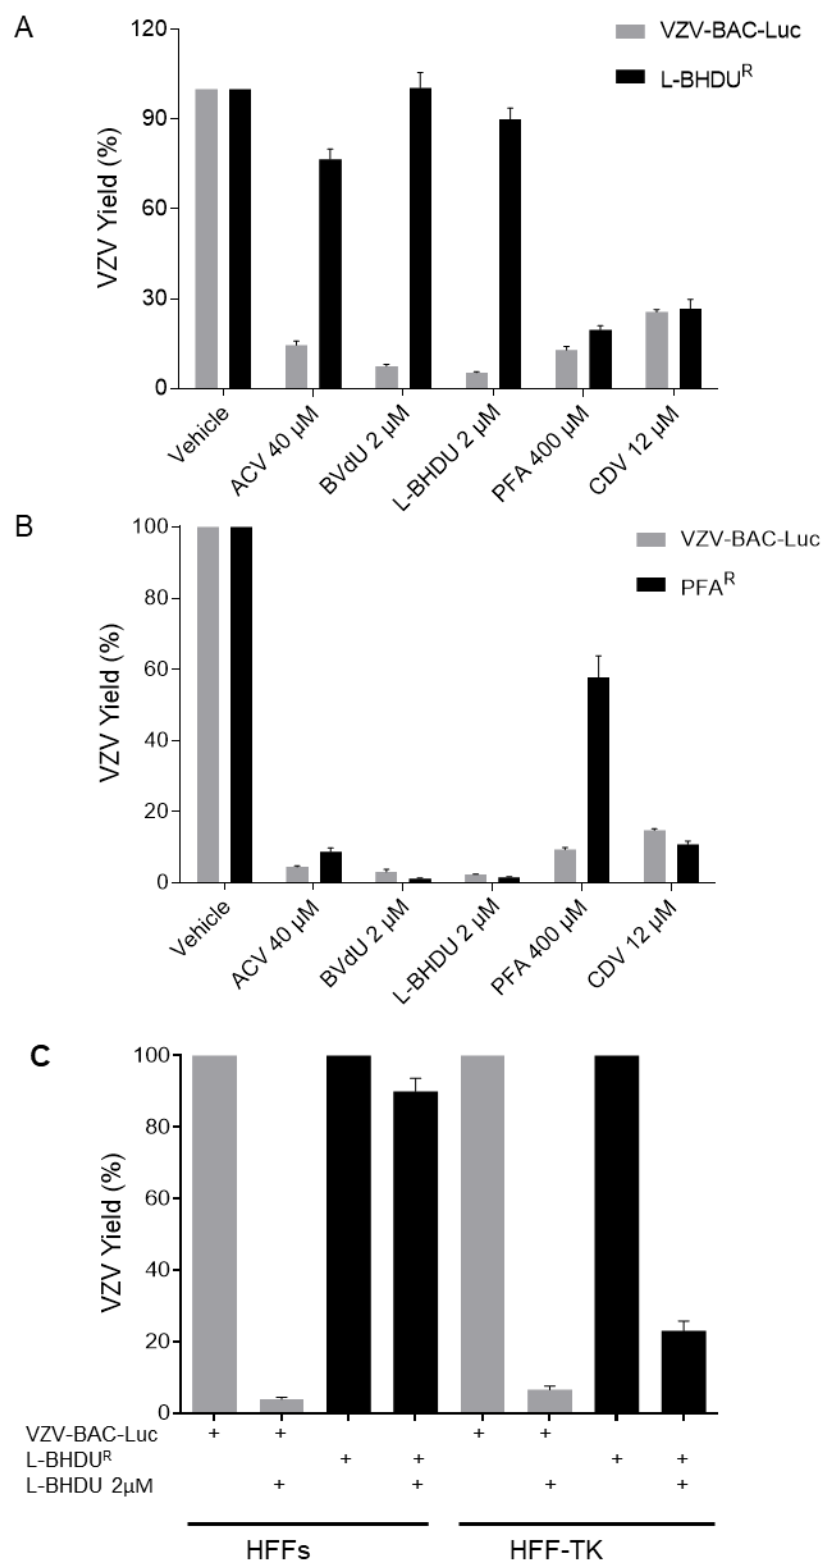 A
VZV Yield (%)
120
90
60
30
0
VZV-BAC-Luc
L-BHDUR
Vehicle
ACV 40 µM
BVdU 2 µM
L-BHDU 2 µM
PFA 400 µM
CDV 12 µM
B
VZV Yield (%)
100
80
60
40
20
0
VZV-BAC-Luc
PFAR
Vehicle
ACV 40 µM
BVdU 2 µM
L-BHDU 2 µM
PFA 400 µM
CDV 12 µM
C
VZV Yield (%)
100
80
60
40
20
0
VZV-BAC-Luc + + + +
L-BHDUR + + + +
L-BHDU 2µM + + + +
HFFs HFF-TK